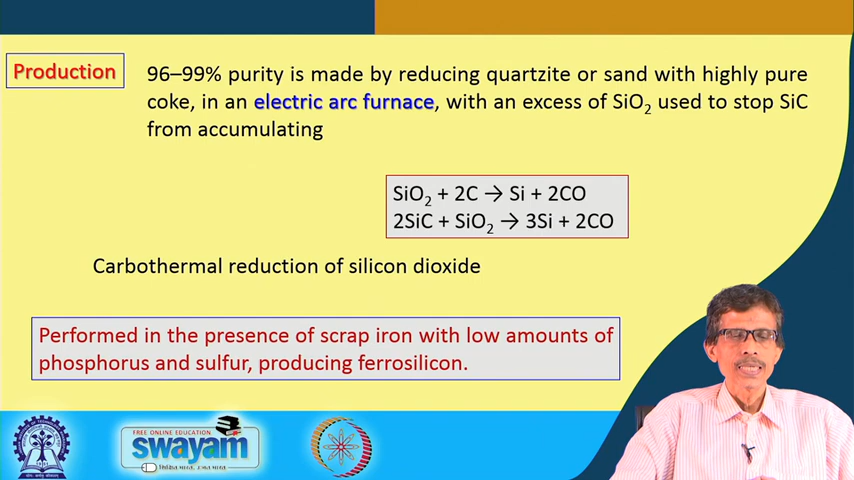 Production
96–99% purity is made by reducing quartzite or sand with highly pure
coke, in an electric arc furnace, with an excess of SiO₂ used to stop SiC
from accumulating
SiO₂ + 2C → Si + 2CO
2SiC + SiO₂ → 3Si + 2CO
Carbothermal reduction of silicon dioxide
Performed in the presence of scrap iron with low amounts of
phosphorus and sulfur, producing ferrosilicon.
FREE ONLINE EDUCATION
swayam